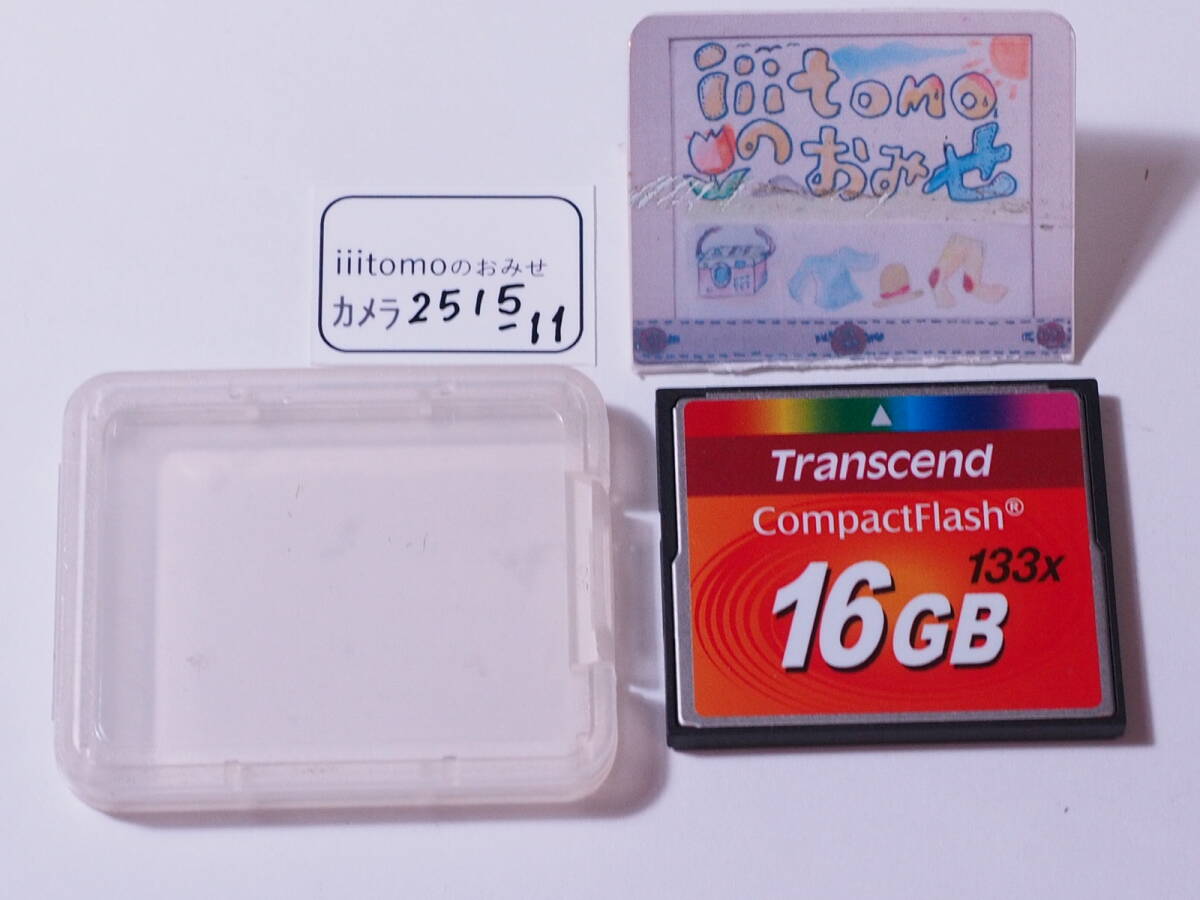 iiitomo
のおみせ
iiitomoのおみせ
カメラ2515
-11
Transcend
CompactFlash®
133x
16GB